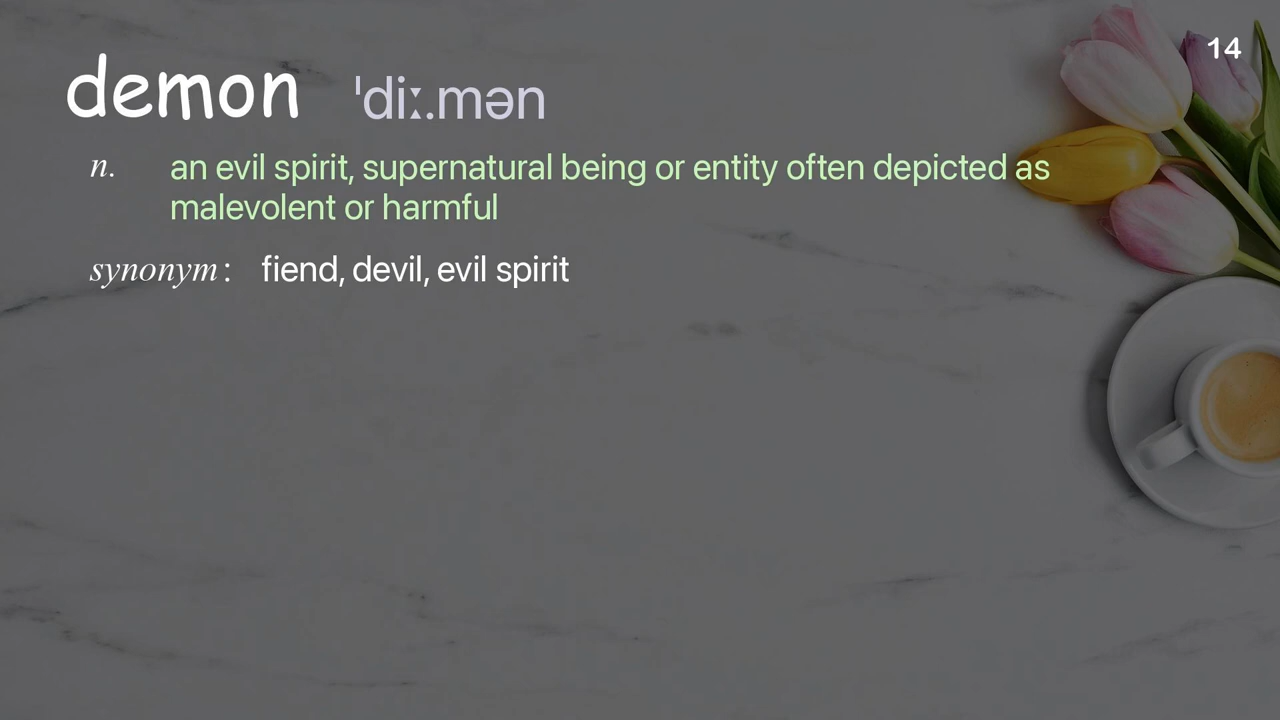 14
demon ˈdiː.mən
n. an evil spirit, supernatural being or entity often depicted as
malevolent or harmful
synonym : fiend, devil, evil spirit